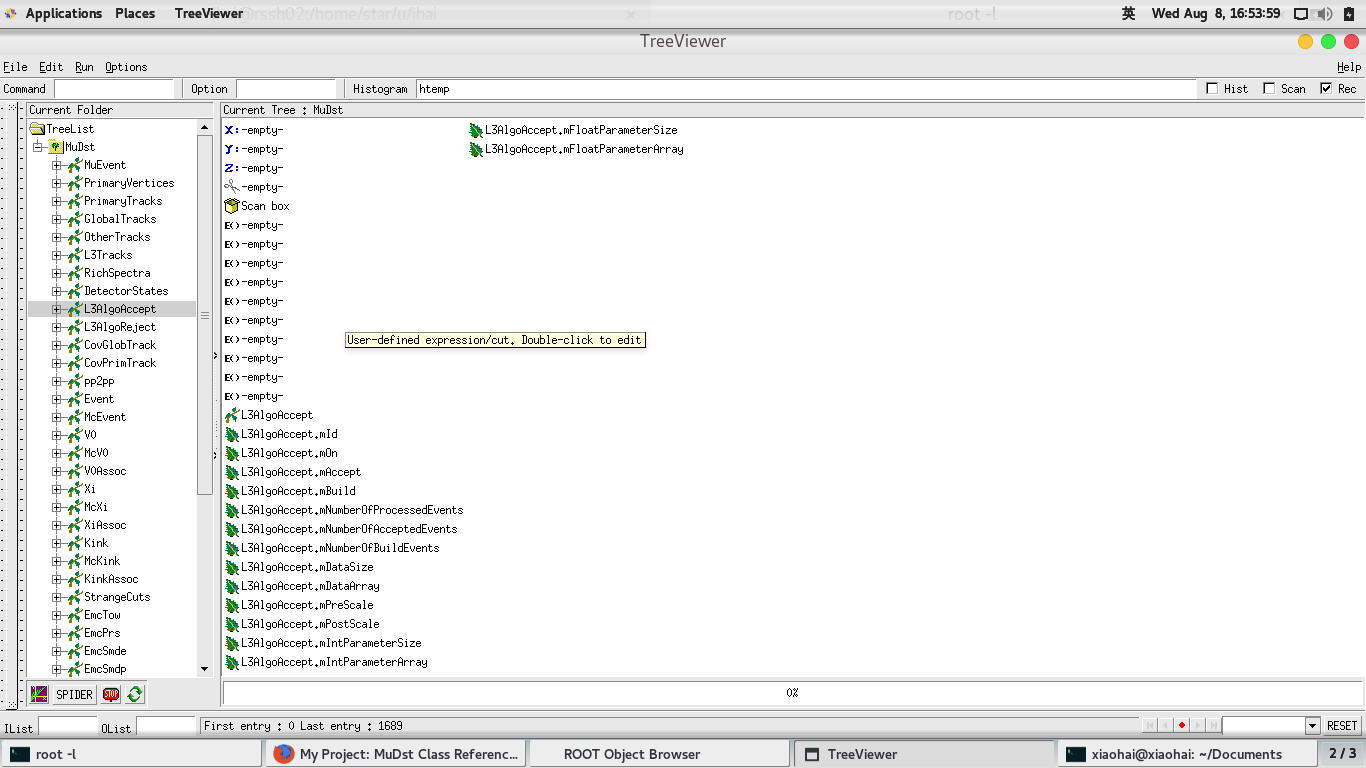 Applications Places TreeViewer @rssh02:/home/star/u/jhai root -l 英 Wed Aug 8, 16:53:59
TreeViewer
File Edit Run Options Help
Command Option Histogram htemp Hist Scan Rec
Current Folder
TreeList
MuDst
MuEvent
PrimaryVertices
PrimaryTracks
GlobalTracks
OtherTracks
L3Tracks
RichSpectra
DetectorStates
L3AlgoAccept
L3AlgoReject
CovGlobTrack
CovPrimTrack
pp2pp
Event
McEvent
V0
McV0
V0Assoc
Xi
McXi
XiAssoc
Kink
McKink
KinkAssoc
StrangeCuts
EmcTow
EmcPrs
EmcSmde
EmcSmdp
SPIDER STOP
Current Tree : MuDst
X: -empty-
Y: -empty-
Z: -empty-
-empty-
Scan box
E() -empty-
E() -empty-
E() -empty-
E() -empty-
E() -empty-
E() -empty-
E() -empty-
E() -empty-
E() -empty-
E() -empty-
User-defined expression/cut. Double-click to edit
L3AlgoAccept
L3AlgoAccept.mId
L3AlgoAccept.mOn
L3AlgoAccept.mAccept
L3AlgoAccept.mBuild
L3AlgoAccept.mNumberOfProcessedEvents
L3AlgoAccept.mNumberOfAcceptedEvents
L3AlgoAccept.mNumberOfBuildEvents
L3AlgoAccept.mDataSize
L3AlgoAccept.mDataArray
L3AlgoAccept.mPreScale
L3AlgoAccept.mPostScale
L3AlgoAccept.mIntParameterSize
L3AlgoAccept.mIntParameterArray
L3AlgoAccept.mFloatParameterSize
L3AlgoAccept.mFloatParameterArray
0%
IList OList First entry : 0 Last entry : 1689 RESET
root -l My Project: MuDst Class Referenc... ROOT Object Browser TreeViewer xiaohai@xiaohai: ~/Documents 2 / 3